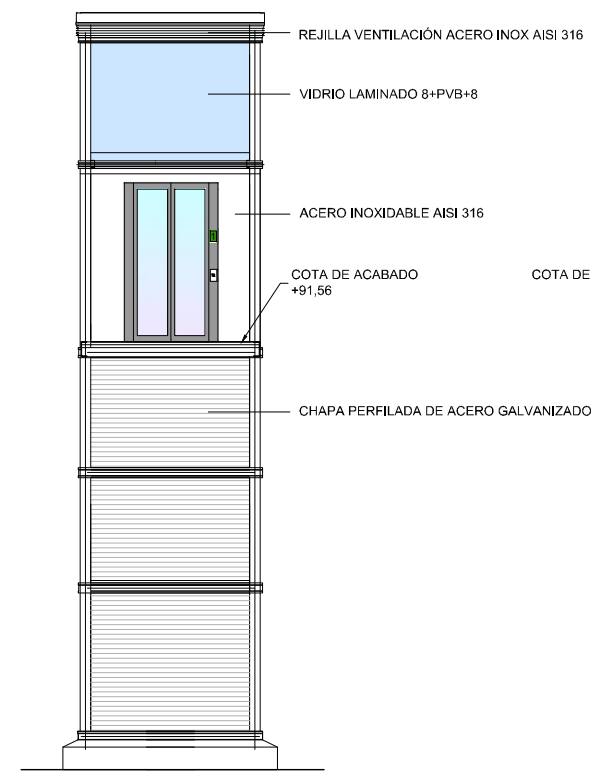 REJILLA VENTILACIÓN ACERO INOX AISI 316
VIDRIO LAMINADO 8+PVB+8
ACERO INOXIDABLE AISI 316
COTA DE ACABADO
+91,56
COTA DE
CHAPA PERFILADA DE ACERO GALVANIZADO